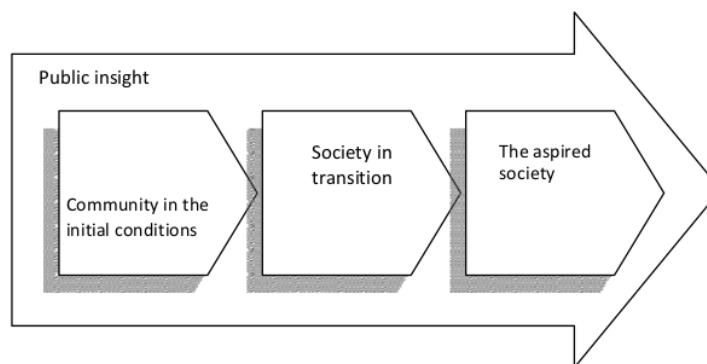 Public insight
Community in the
initial conditions
Society in
transition
The aspired
society